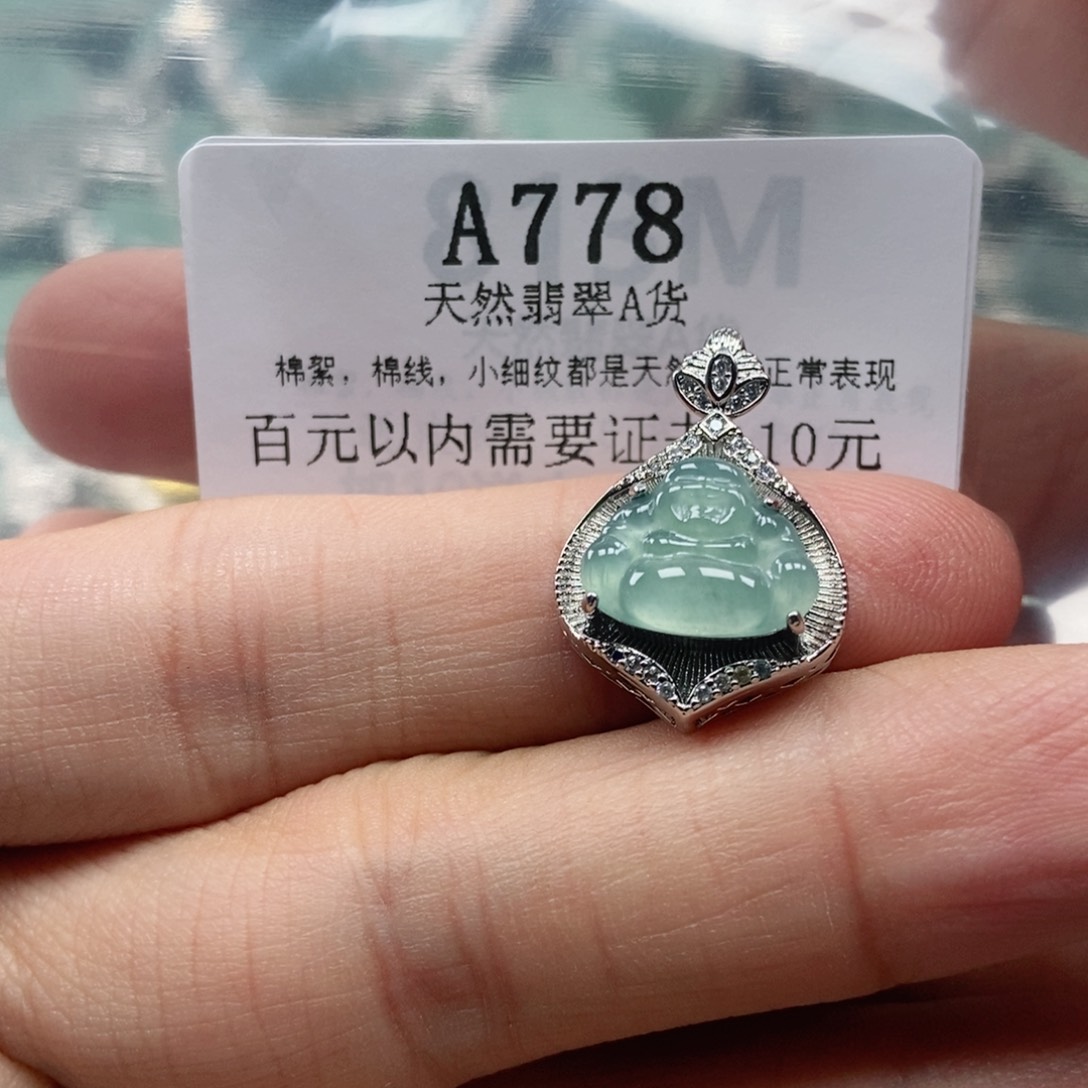 A778
天然翡翠A货
棉絮，棉线，小细纹都是天然 正常表现
百元以内需要证 10元
M818